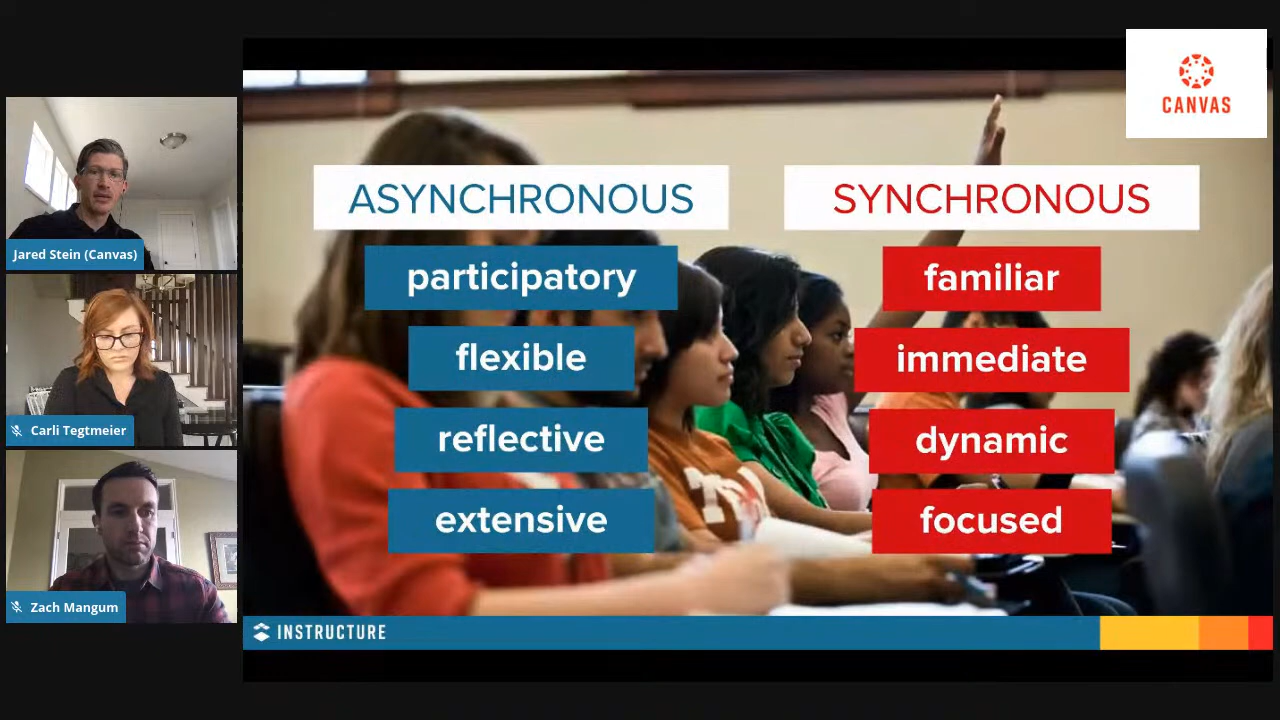 Jared Stein (Canvas)
Carli Tegtmeier
Zach Mangum
CANVAS
ASYNCHRONOUS
participatory
flexible
reflective
extensive
SYNCHRONOUS
familiar
immediate
dynamic
focused
INSTRUCTURE